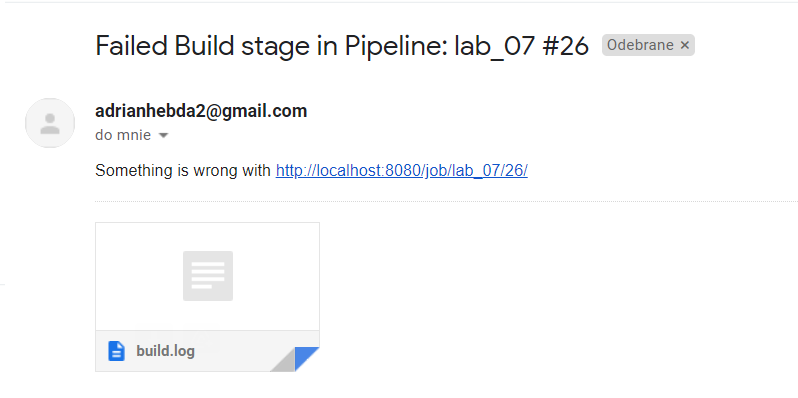 Failed Build stage in Pipeline: lab_07 #26 Odebrane ×
adrianhebda2@gmail.com
do mnie
Something is wrong with http://localhost:8080/job/lab_07/26/
build.log